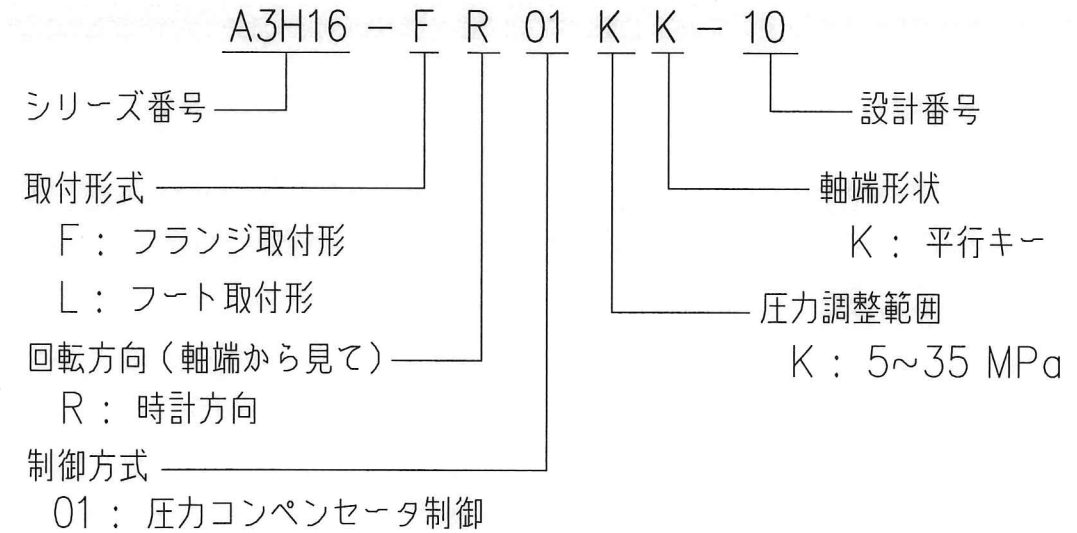 A3H16 - F R 01 K K - 10
シリーズ番号
設計番号
取付形式
F : フランジ取付形
L : フート取付形
軸端形状
K : 平行キー
圧力調整範囲
K : 5~35 MPa
回転方向(軸端から見て)
R : 時計方向
制御方式
01 : 圧力コンペンセータ制御